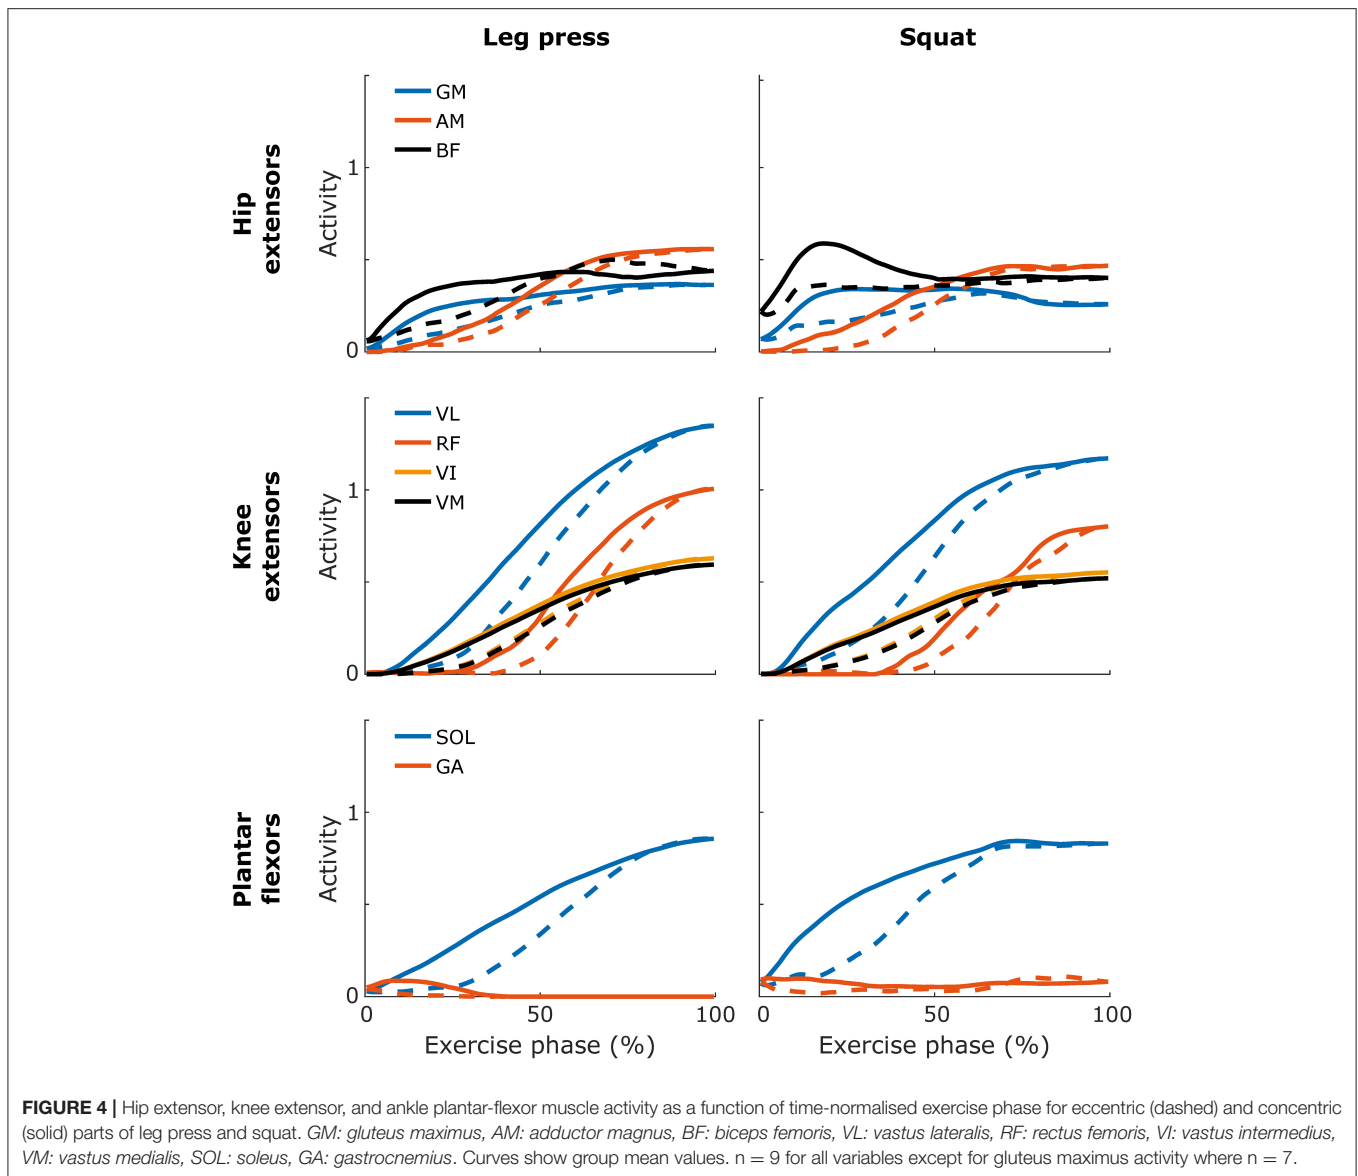 Leg press
Squat
Hip
extensors
Activity
1
0
GM
AM
BF
Knee
extensors
Activity
1
0
VL
RF
VI
VM
Plantar
flexors
Activity
1
0
SOL
GA
0
50
100
Exercise phase (%)
0
50
100
Exercise phase (%)
FIGURE 4 | Hip extensor, knee extensor, and ankle plantar-flexor muscle activity as a function of time-normalised exercise phase for eccentric (dashed) and concentric
(solid) parts of leg press and squat. GM: gluteus maximus, AM: adductor magnus, BF: biceps femoris, VL: vastus lateralis, RF: rectus femoris, VI: vastus intermedius,
VM: vastus medialis, SOL: soleus, GA: gastrocnemius. Curves show group mean values. n = 9 for all variables except for gluteus maximus activity where n = 7.